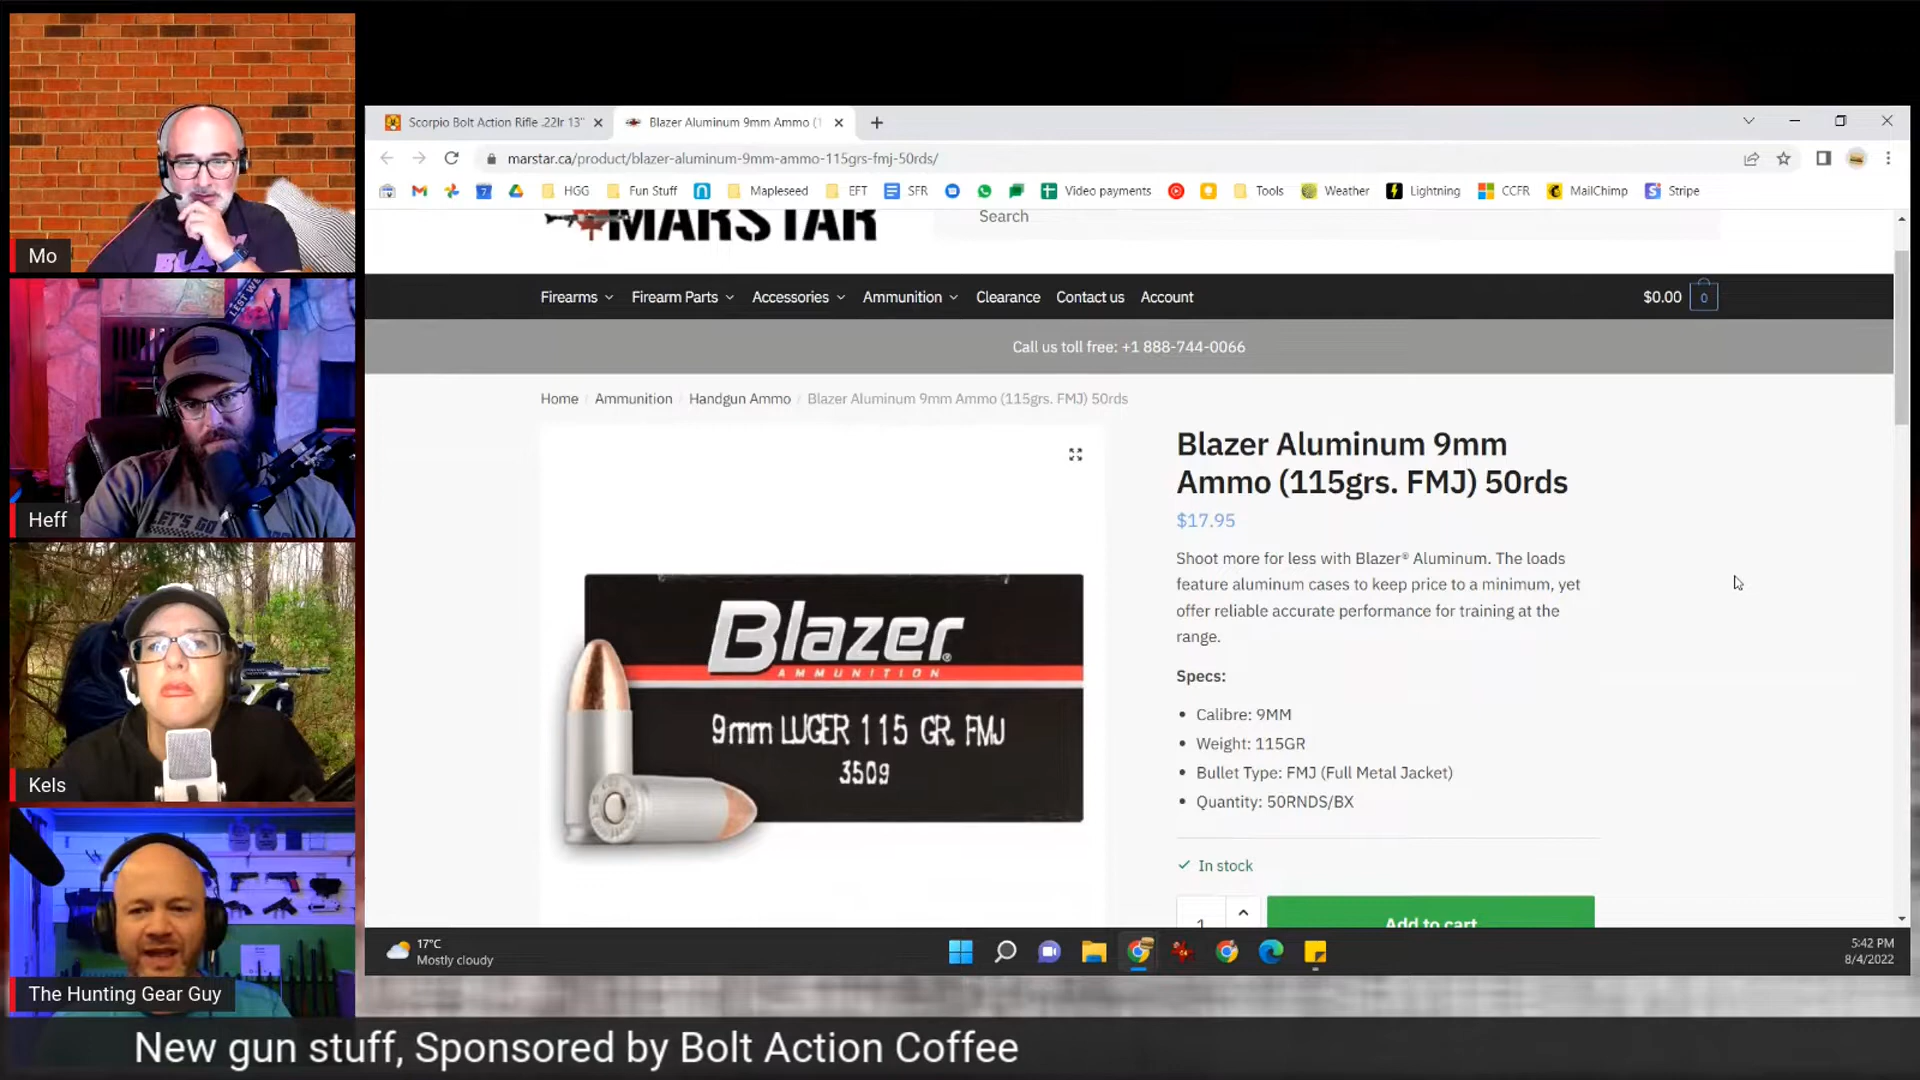 Mo
LEST WE
Heff
LET'S GO
Kels
The Hunting Gear Guy
Scorpio Bolt Action Rifle .22lr 13"
Blazer Aluminum 9mm Ammo (1
marstar.ca/product/blazer-aluminum-9mm-ammo-115grs-fmj-50rds/
HGG Fun Stuff Mapleseed EFT SFR Video payments Tools Weather Lightning CCFR MailChimp Stripe
MARSTAR
Search
Firearms Firearm Parts Accessories Ammunition Clearance Contact us Account $0.00 0
Call us toll free: +1 888-744-0066
Home / Ammunition / Handgun Ammo / Blazer Aluminum 9mm Ammo (115grs. FMJ) 50rds
Blazer
AMMUNITION
9mm LUGER 115 GR. FMJ
3509
Blazer Aluminum 9mm
Ammo (115grs. FMJ) 50rds
$17.95
Shoot more for less with Blazer® Aluminum. The loads
feature aluminum cases to keep price to a minimum, yet
offer reliable accurate performance for training at the
range.
Specs:
• Calibre: 9MM
• Weight: 115GR
• Bullet Type: FMJ (Full Metal Jacket)
• Quantity: 50RNDS/BX
In stock
1
Add to cart
17°C
Mostly cloudy
5:42 PM
8/4/2022
New gun stuff, Sponsored by Bolt Action Coffee